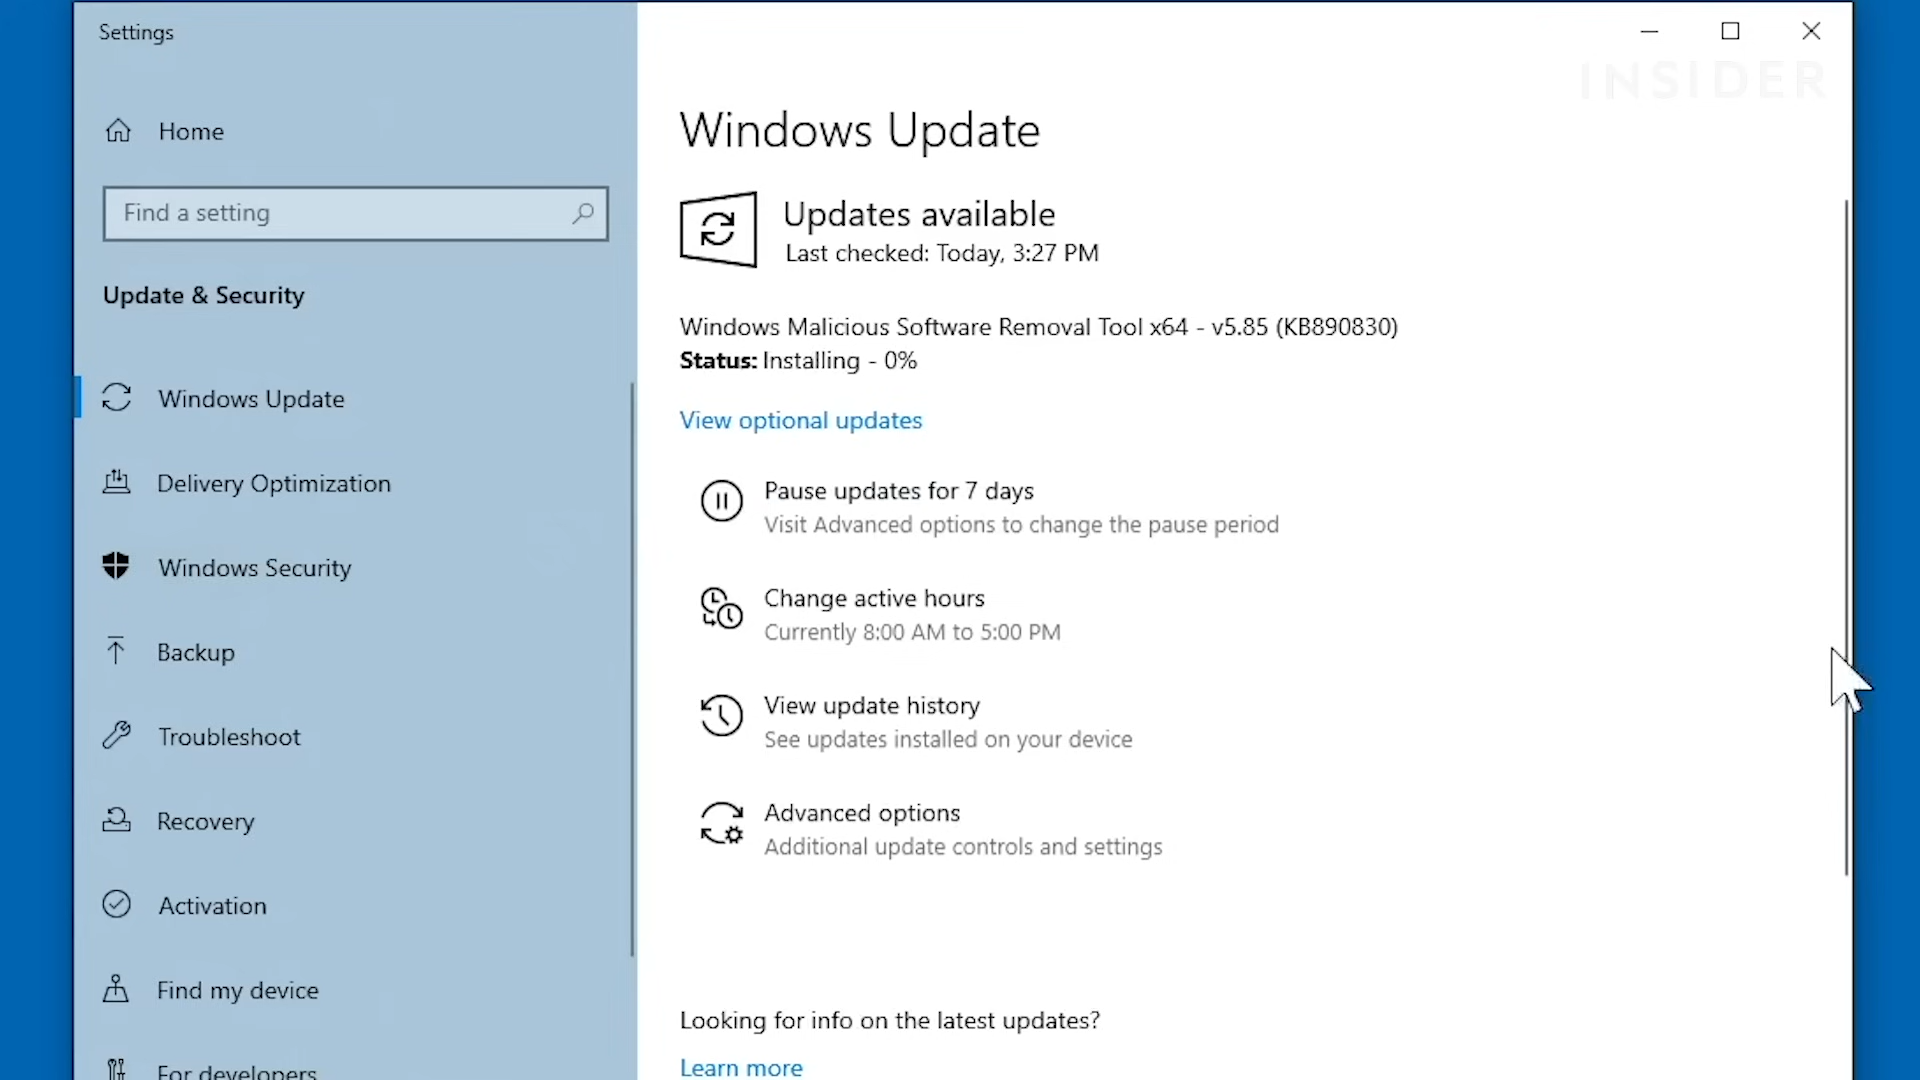 Settings
INSIDER
Home
Find a setting
Update & Security
Windows Update
Delivery Optimization
Windows Security
Backup
Troubleshoot
Recovery
Activation
Find my device
For developers
Windows Update
Updates available
Last checked: Today, 3:27 PM
Windows Malicious Software Removal Tool x64 - v5.85 (KB890830)
Status: Installing - 0%
View optional updates
Pause updates for 7 days
Visit Advanced options to change the pause period
Change active hours
Currently 8:00 AM to 5:00 PM
View update history
See updates installed on your device
Advanced options
Additional update controls and settings
Looking for info on the latest updates?
Learn more